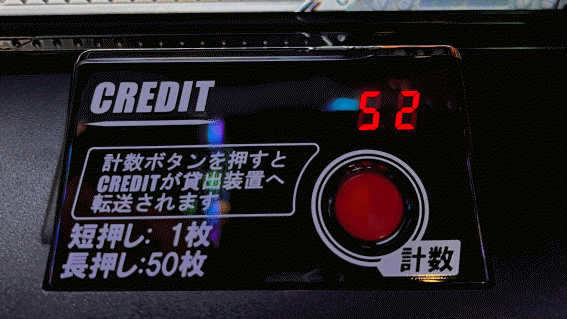 CREDIT
52
計数ボタンを押すと
CREDITが貸出装置へ
転送されます
短押し: 1枚
長押し:50枚
計数